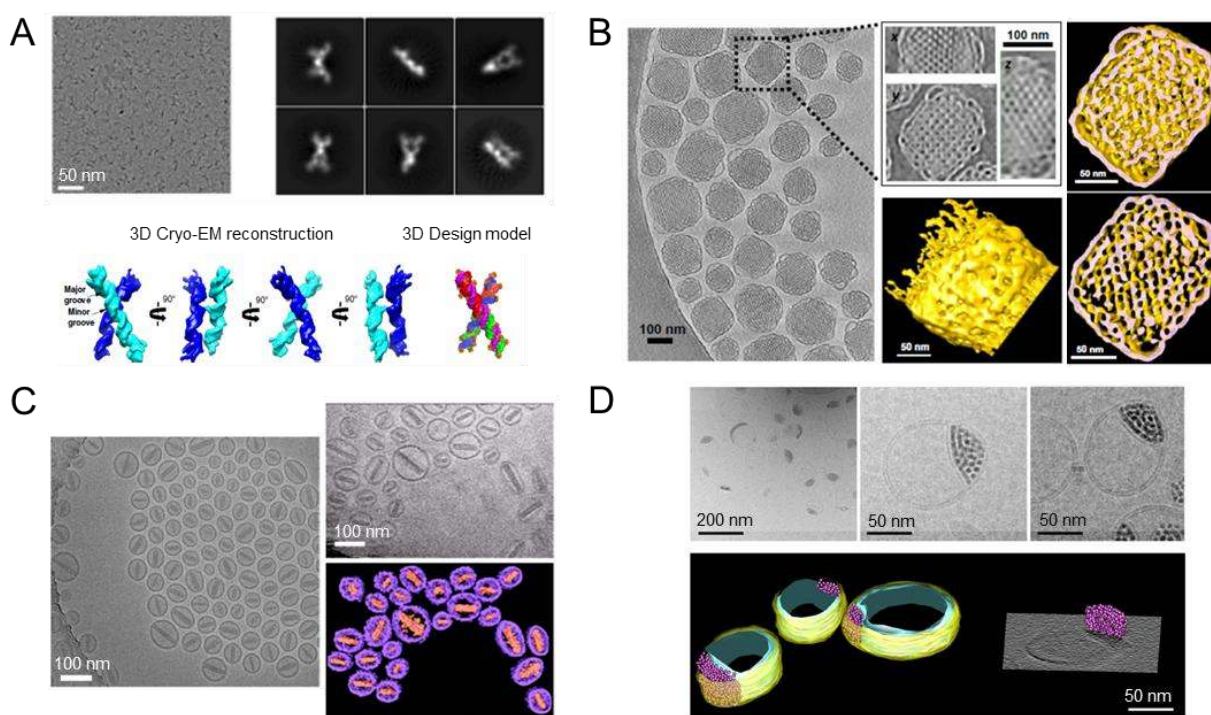 A
50 nm
3D Cryo-EM reconstruction
3D Design model
Major
groove
Minor
groove
90°
90°
90°
B
100 nm
x
y
z
100 nm
50 nm
50 nm
50 nm
C
100 nm
100 nm
D
200 nm
50 nm
50 nm
50 nm